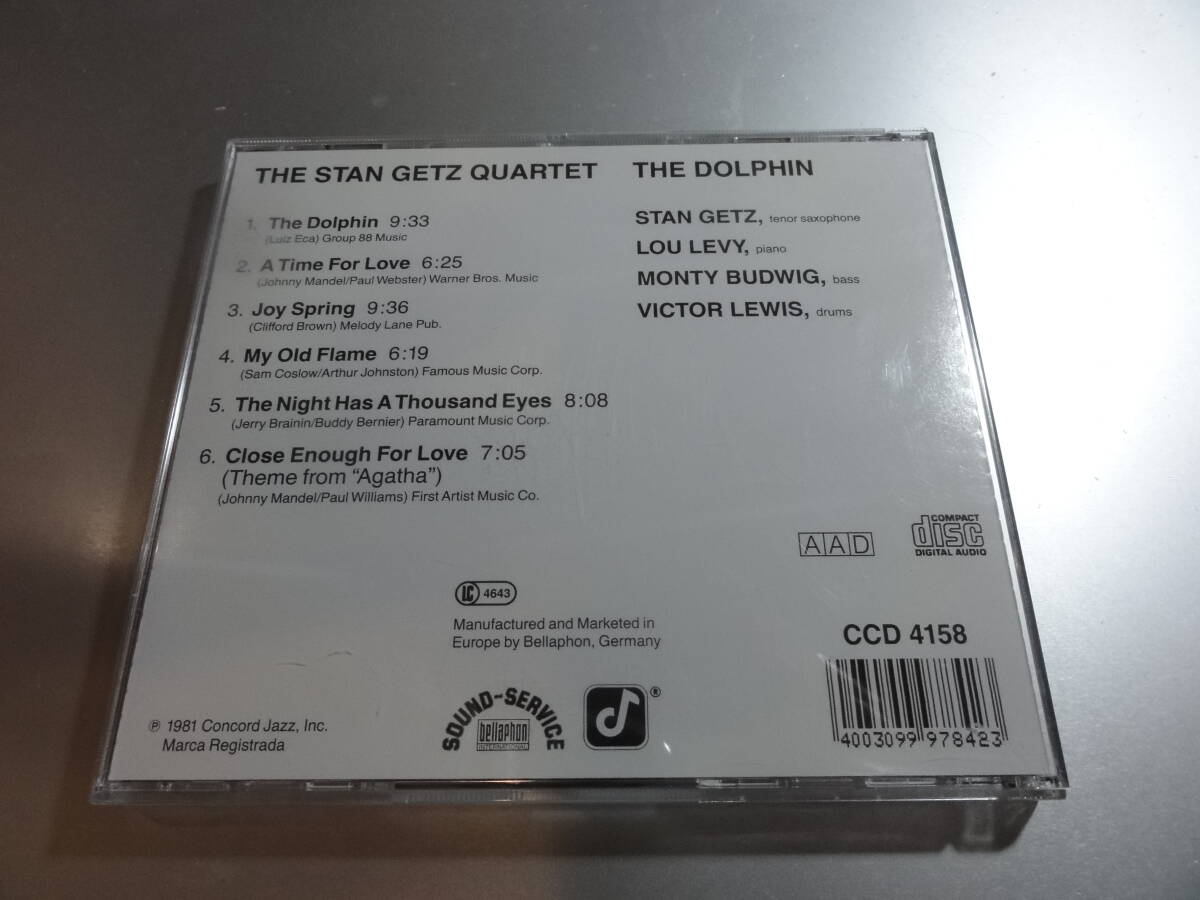 THE STAN GETZ QUARTET THE DOLPHIN
1. The Dolphin 9:33
(Luiz Eca) Group 88 Music
2. A Time For Love 6:25
(Johnny Mandel/Paul Webster) Warner Bros. Music
3. Joy Spring 9:36
(Clifford Brown) Melody Lane Pub.
4. My Old Flame 6:19
(Sam Coslow/Arthur Johnston) Famous Music Corp.
5. The Night Has A Thousand Eyes 8:08
(Jerry Brainin/Buddy Bernier) Paramount Music Corp.
6. Close Enough For Love 7:05
(Theme from “Agatha”)
(Johnny Mandel/Paul Williams) First Artist Music Co.
STAN GETZ, tenor saxophone
LOU LEVY, piano
MONTY BUDWIG, bass
VICTOR LEWIS, drums
AAD
COMPACT
disc
DIGITAL AUDIO
LC 4643
Manufactured and Marketed in
Europe by Bellaphon, Germany
CCD 4158
4003099 978423
℗ 1981 Concord Jazz, Inc.
Marca Registrada
SOUND-SERVICE
bellaphon
INTERNATIONAL
®